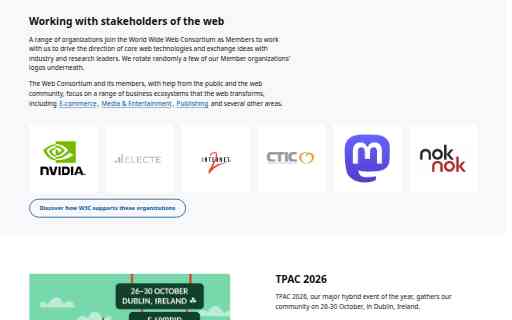 Working with stakeholders of the web
A range of organizations join the World Wide Web Consortium as Members to work
with us to drive the direction of core web technologies and exchange ideas with
industry and research leaders. We rotate randomly a few of our Member organizations'
logos underneath.
The Web Consortium and its members, with help from the public and the web
community, focus on a range of business ecosystems that the web transforms,
including E-commerce, Media & Entertainment, Publishing and several other areas.
NVIDIA.
ELECTE
INTERNET
2
CTIC
m
nok
nok
Discover how W3C supports these organizations
26–30 OCTOBER
DUBLIN, IRELAND ☘
TPAC 2026
TPAC 2026, our major hybrid event of the year, gathers our
community on 26-30 October, in Dublin, Ireland.